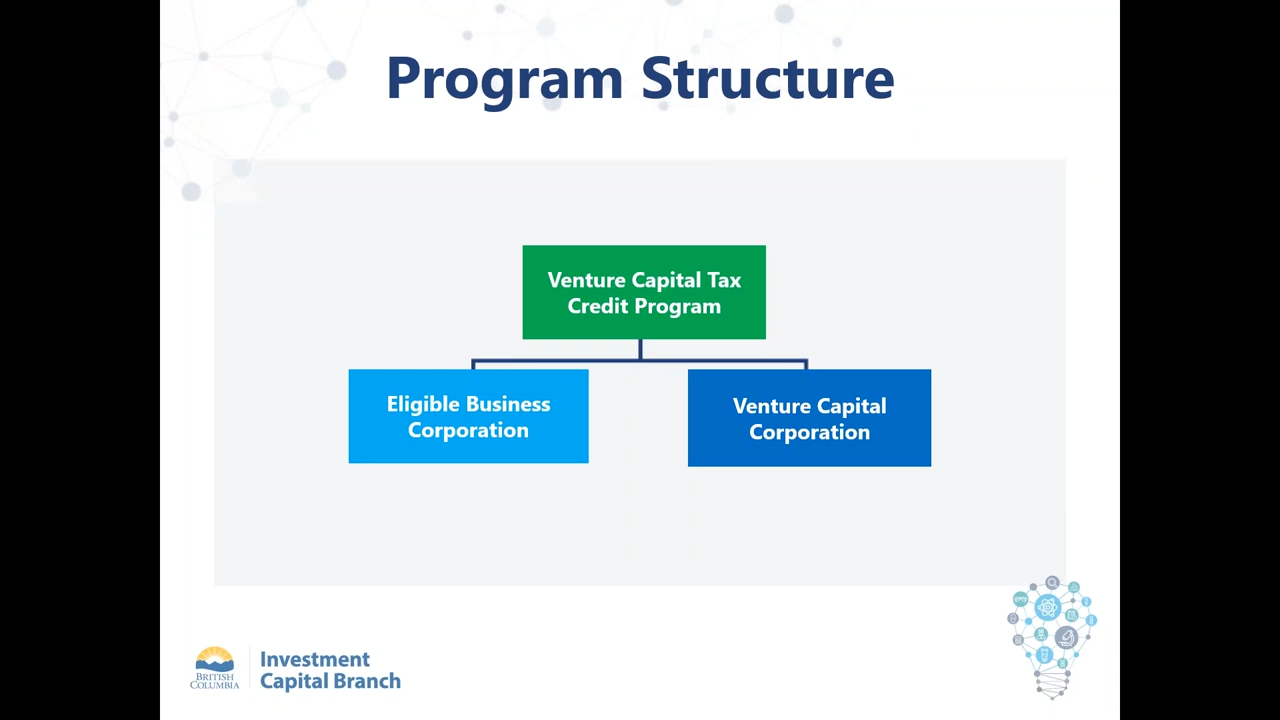 Program Structure
Venture Capital Tax
Credit Program
Eligible Business
Corporation
Venture Capital
Corporation
BRITISH
COLUMBIA
Investment
Capital Branch